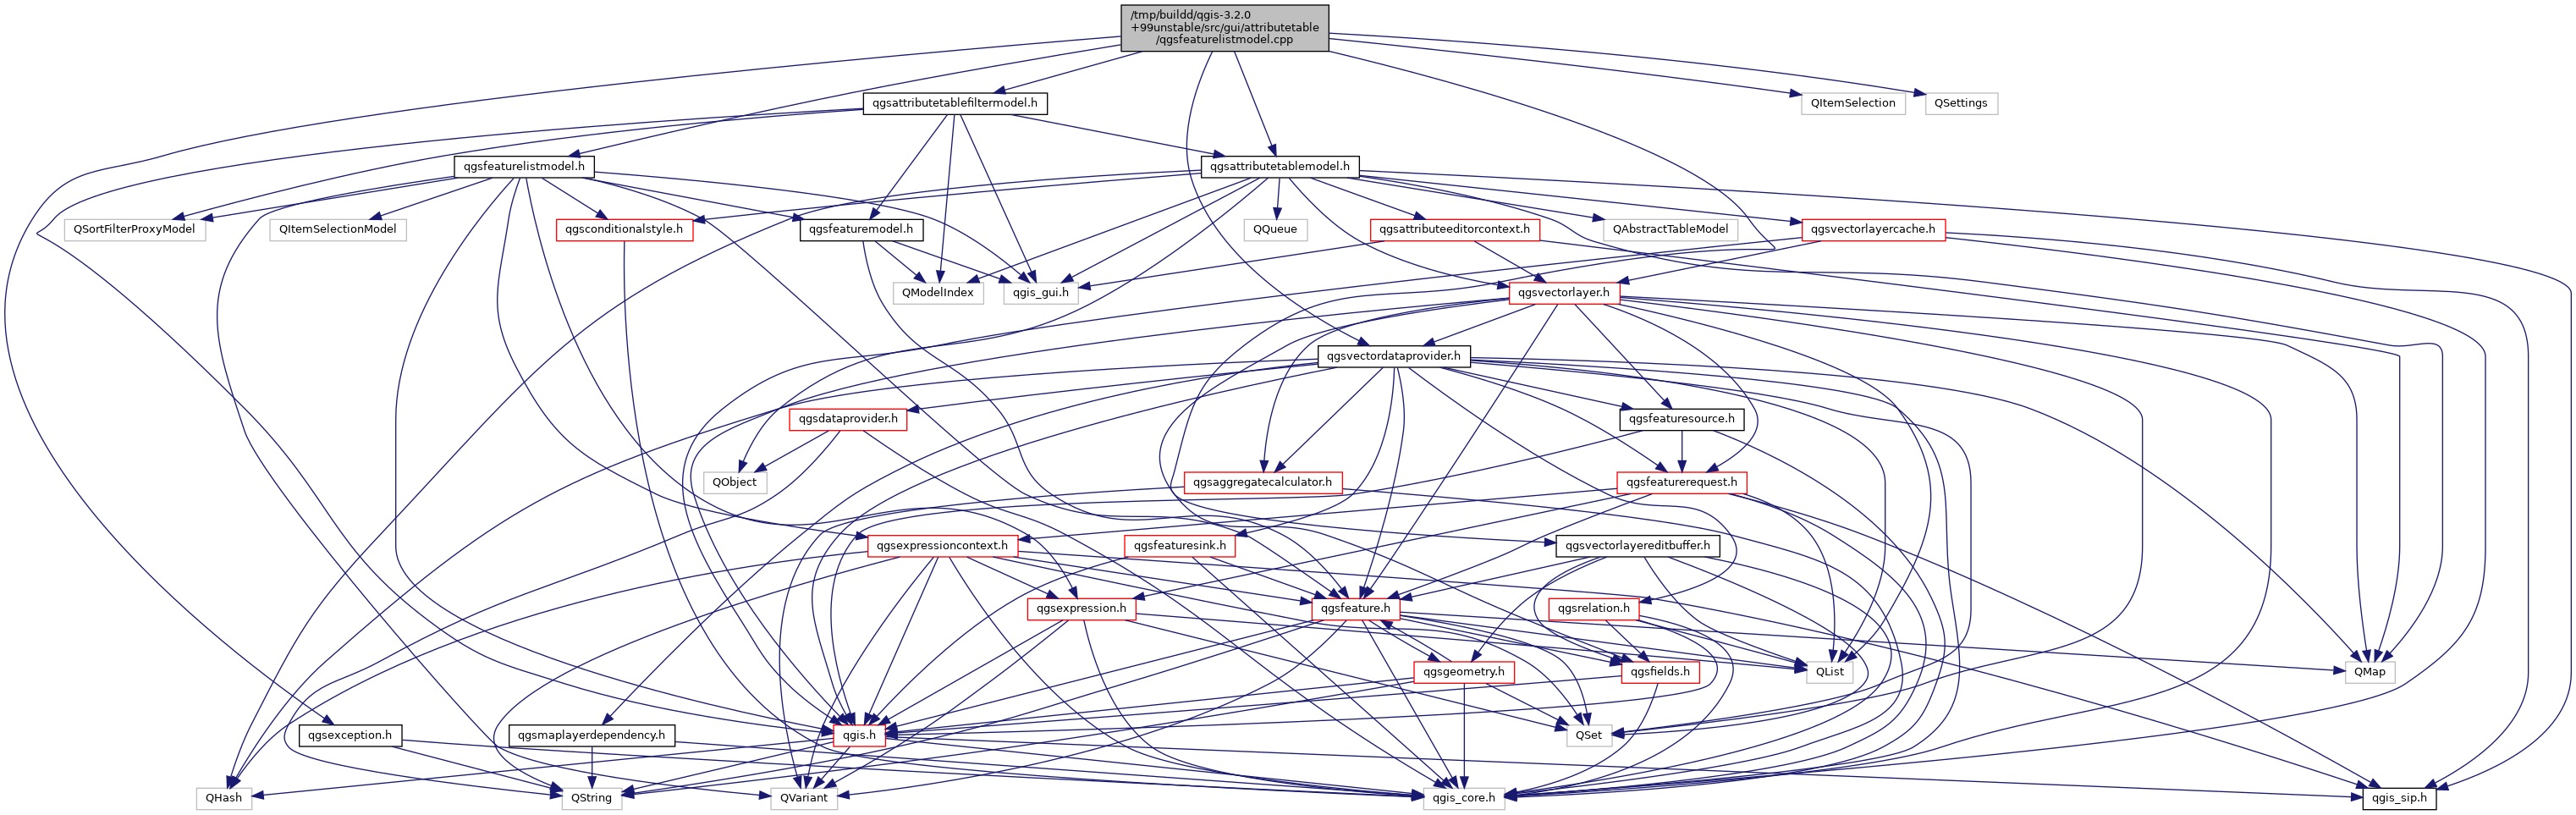 /tmp/buildd/qgis-3.2.0
+99unstable/src/gui/attributetable
/qgsfeaturelistmodel.cpp
qgsattributetablefiltermodel.h
QItemSelection
QSettings
qgsfeaturelistmodel.h
qgsattributetablemodel.h
QSortFilterProxyModel
QItemSelectionModel
qgsconditionalstyle.h
qgsfeaturemodel.h
QQueue
qgsattributeeditorcontext.h
QAbstractTableModel
qgsvectorlayercache.h
QModelIndex
qgis_gui.h
qgsvectorlayer.h
qgsvectordataprovider.h
qgsdataprovider.h
qgsfeaturesource.h
QObject
qgsaggregatecalculator.h
qgsfeaturerequest.h
qgsexpressioncontext.h
qgsfeaturesink.h
qgsvectorlayereditbuffer.h
qgsexpression.h
qgsfeature.h
qgsrelation.h
qgsgeometry.h
qgsfields.h
QList
QMap
qgsexception.h
qgsmaplayerdependency.h
qgis.h
QSet
QHash
QString
QVariant
qgis_core.h
qgis_sip.h